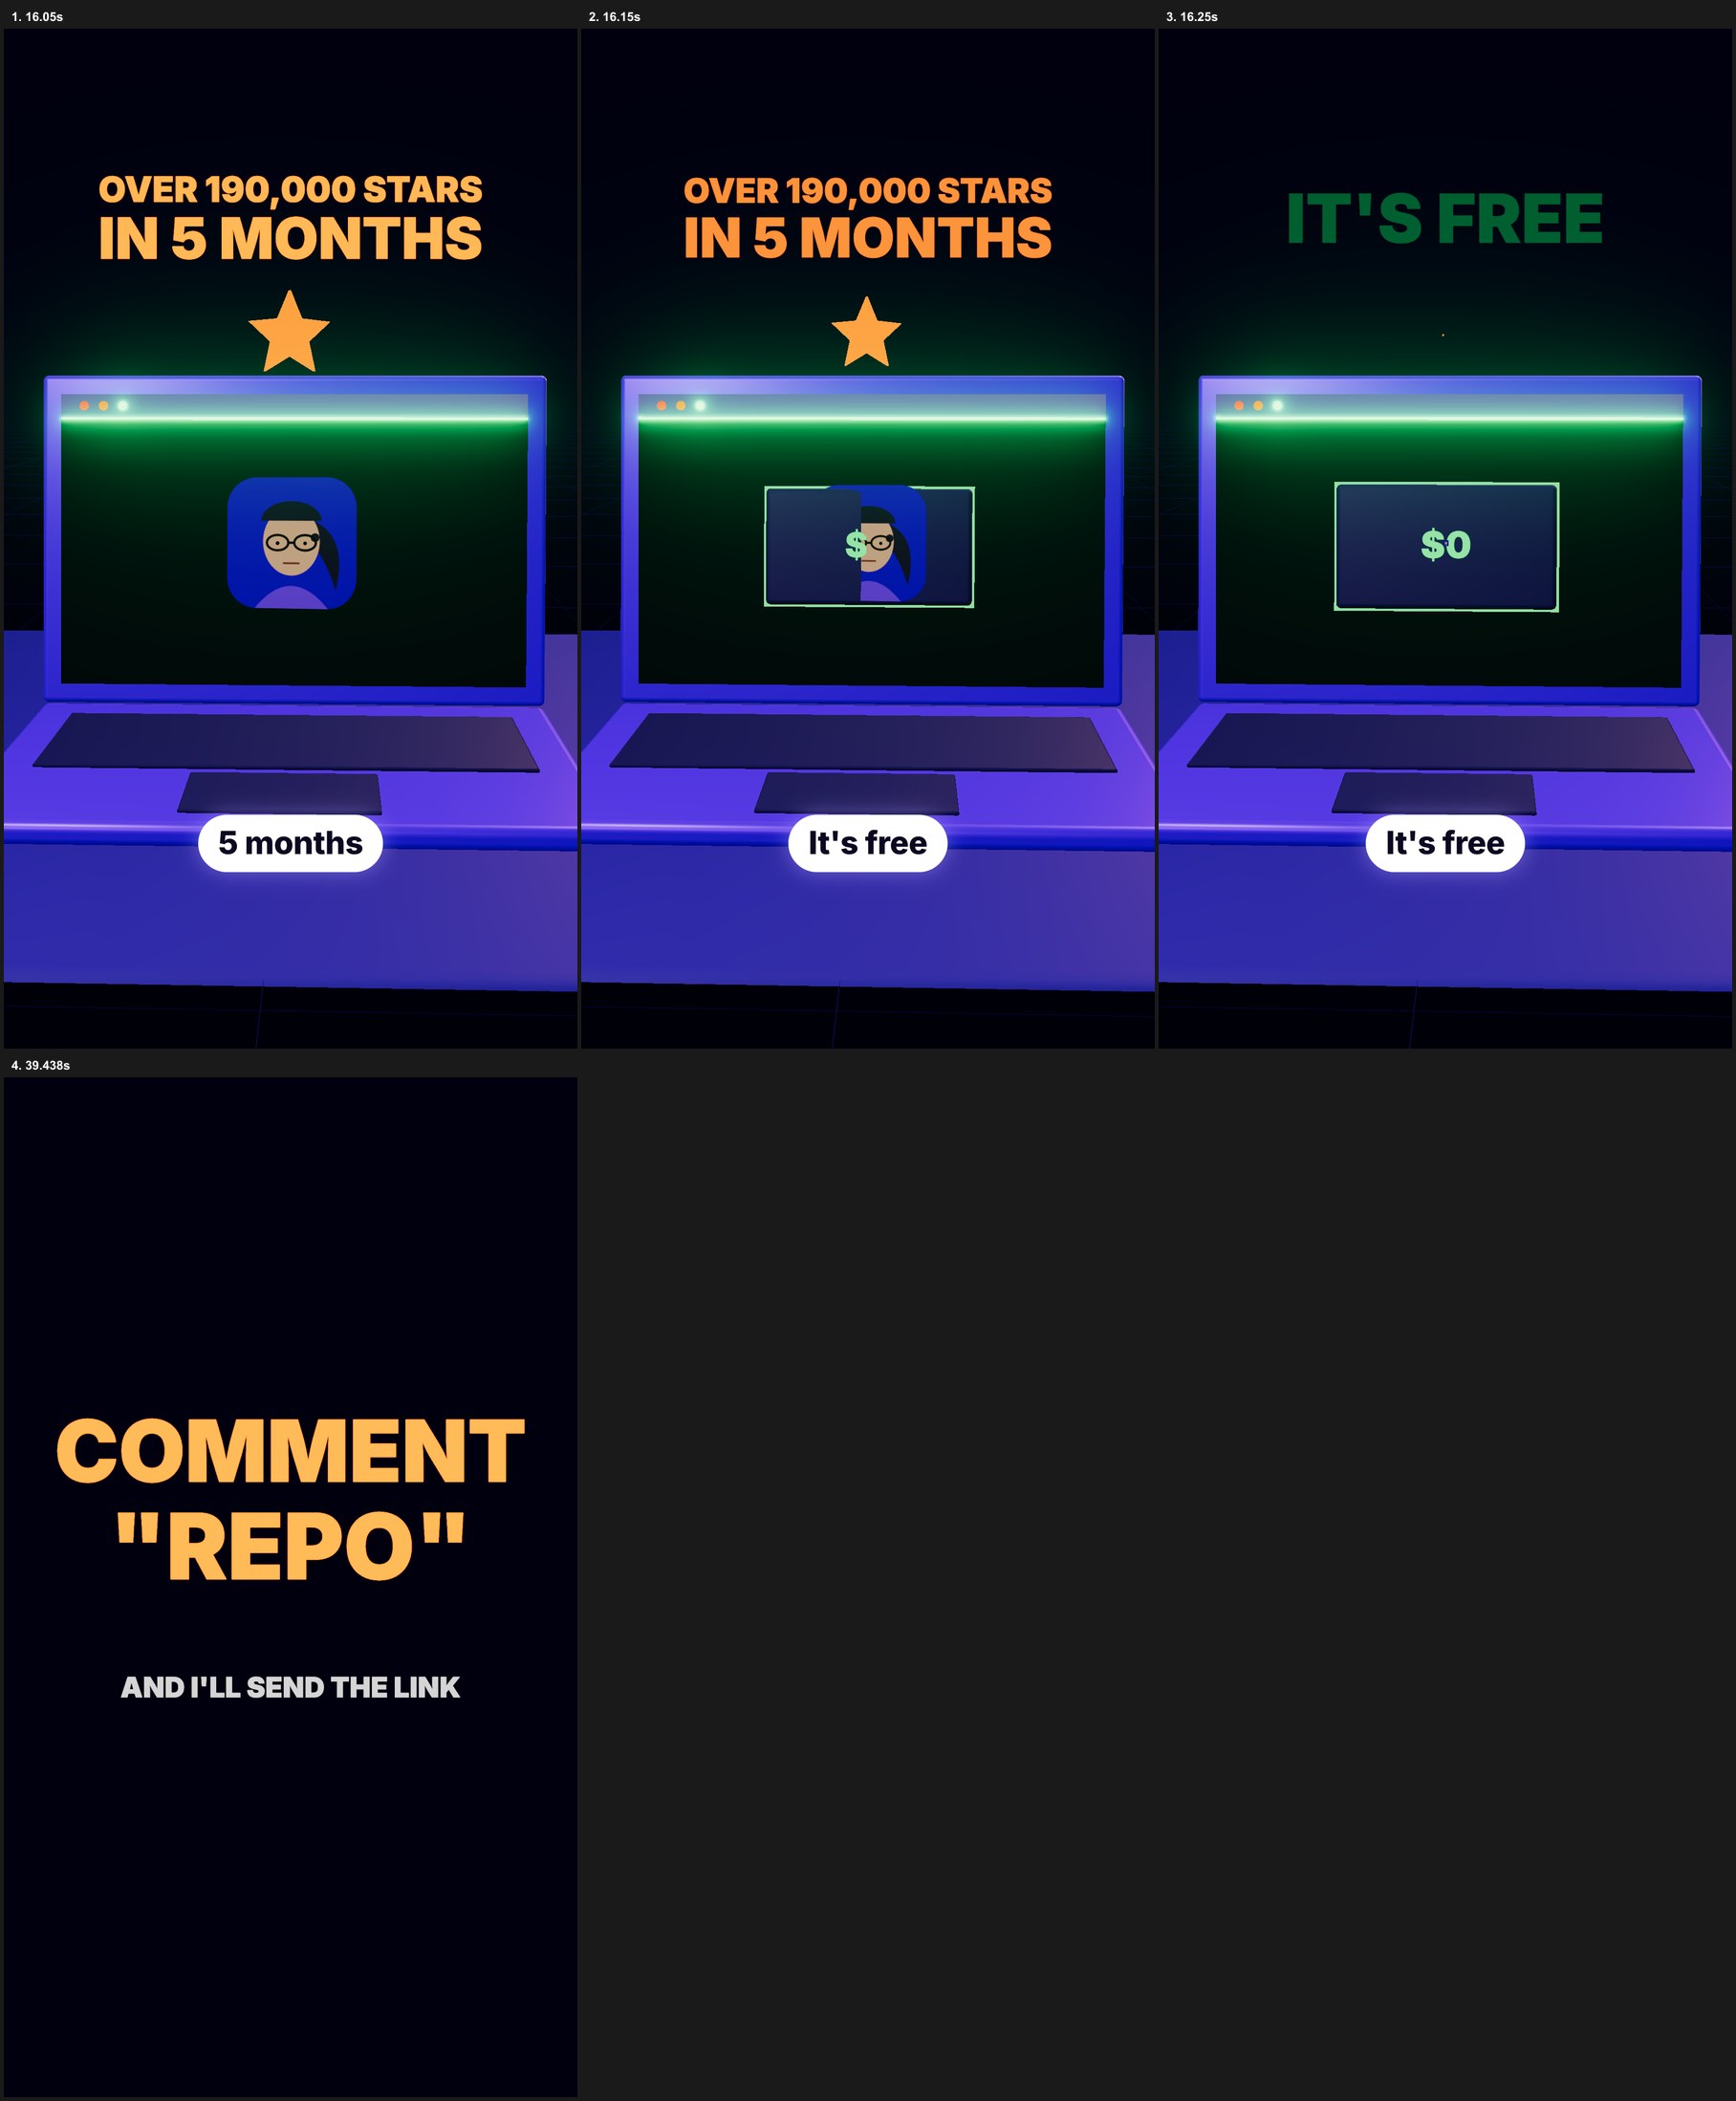 1. 16.05s
OVER 190,000 STARS
IN 5 MONTHS
5 months
2. 16.15s
OVER 190,000 STARS
IN 5 MONTHS
$
It's free
3. 16.25s
IT'S FREE
$0
It's free
4. 39.438s
COMMENT
"REPO"
AND I'LL SEND THE LINK